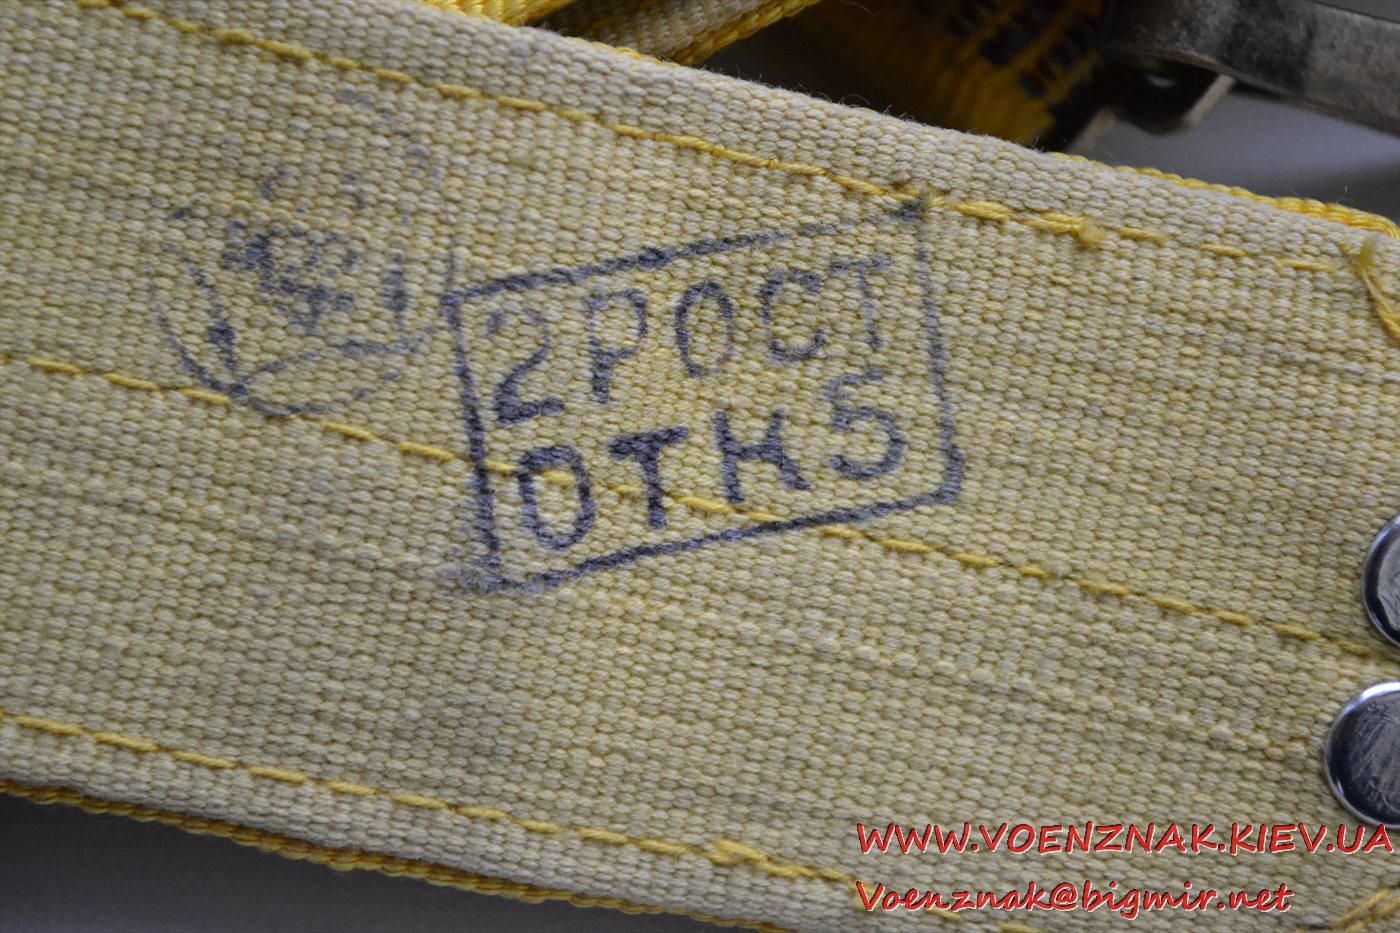 2РОСТ
ОТК5
WWW.VOENZNAK.KIEV.UA
Voenznak@bigmir.net